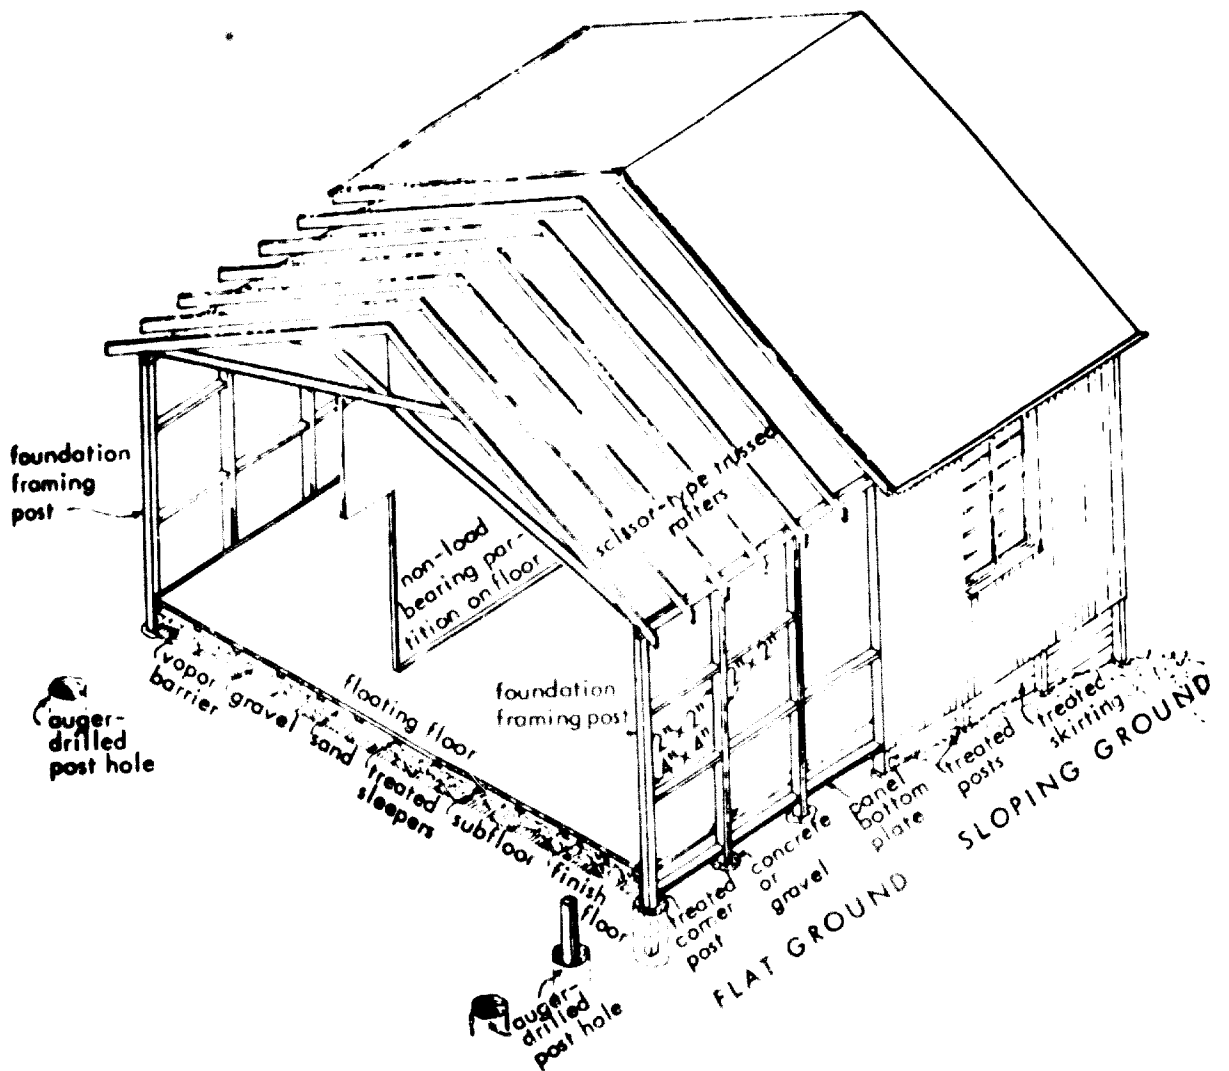 foundation
framing
post
scissor-type trussed
rafters
non-load
bearing par-
tition on floor
vapor
barrier
gravel
sand
treated
sleepers
subfloor
finish
floor
floating floor
auger-
drilled
post hole
foundation
framing post
2" x 2"
4" x 4"
2" x 2"
treated
corner
post
concrete
or
gravel
panel
bottom
plate
treated
posts
treated
skirting
FLAT GROUND
SLOPING GROUND
auger-
drilled
post hole